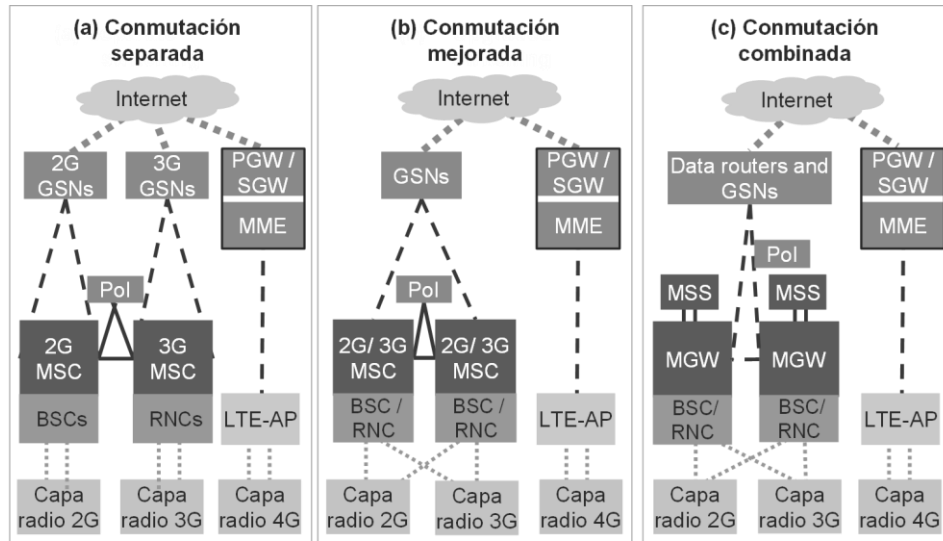 (a) Conmutación
separada
Internet
2G
GSNs
3G
GSNs
PGW /
SGW
MME
PoI
2G
MSC
3G
MSC
BSCs
RNCs
LTE-AP
Capa
radio 2G
Capa
radio 3G
Capa
radio 4G
(b) Conmutación
mejorada
Internet
GSNs
PGW /
SGW
MME
PoI
2G/ 3G
MSC
2G/ 3G
MSC
BSC /
RNC
BSC /
RNC
LTE-AP
Capa
radio 2G
Capa
radio 3G
Capa
radio 4G
(c) Conmutación
combinada
Internet
Data routers and
GSNs
PGW /
SGW
MME
PoI
MSS
MSS
MGW
MGW
BSC/
RNC
BSC/
RNC
LTE-AP
Capa
radio 2G
Capa
radio 3G
Capa
radio 4G